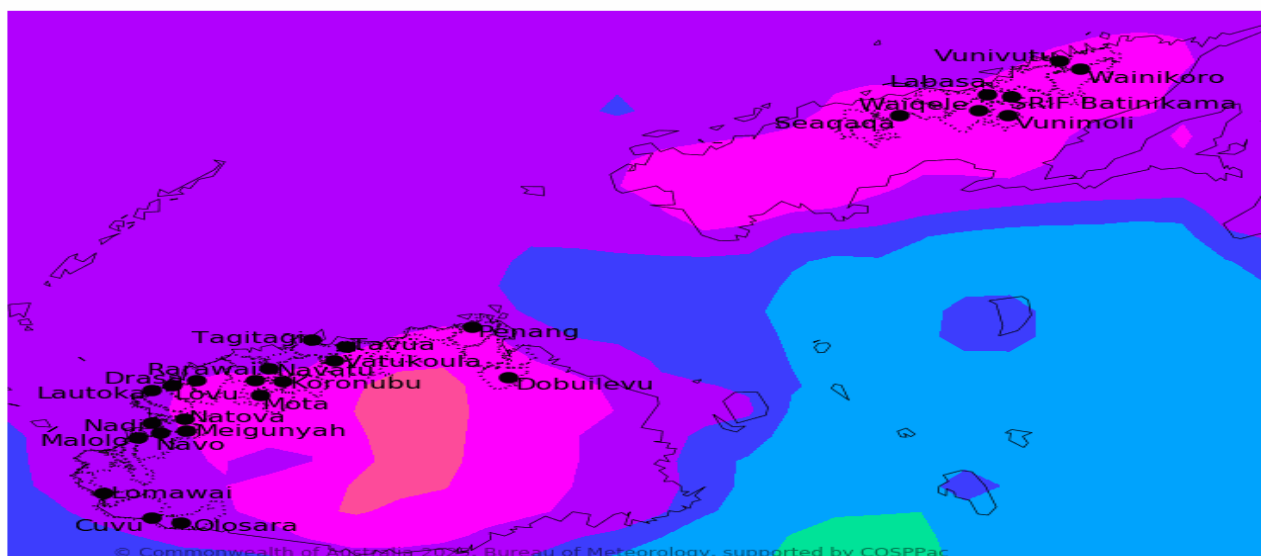 Vunivutu
Wainikoro
Labasa
SRIF Batinikama
Waiqele
Seaqaqa
Vunimoli
Penang
Tagitagi
Tavua
Vatukoula
Rarawai
Navatu
Drasa
Koronubu
Dobuilevu
Lautoka
Lovu
Mota
Natova
Nadi
Meigunyah
Malolo
Navo
Lomawai
Cuvu
Olosara
© Commonwealth of Australia Bureau of Meteorology, supported by COSPPac